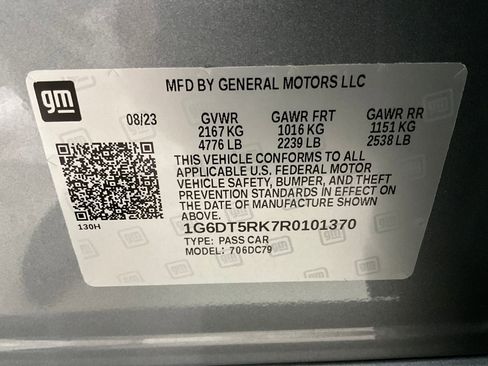 gm
MFD BY GENERAL MOTORS LLC
08/23 GVWR GAWR FRT GAWR RR
2167 KG 1016 KG 1151 KG
4776 LB 2239 LB 2538 LB
THIS VEHICLE CONFORMS TO ALL
APPLICABLE U.S. FEDERAL MOTOR
VEHICLE SAFETY, BUMPER, AND THEFT
PREVENTION STANDARDS IN EFFECT ON
THE DATE OF MANUFACTURE SHOWN
ABOVE.
130H
1G6DT5RK7R0101370
TYPE: PASS CAR
MODEL: 706DC79